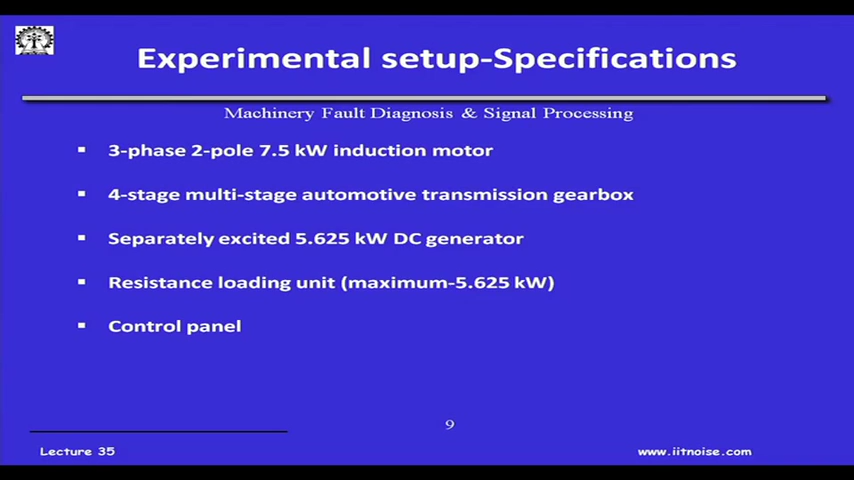 Experimental setup-Specifications
Machinery Fault Diagnosis & Signal Processing
▪ 3-phase 2-pole 7.5 kW induction motor
▪ 4-stage multi-stage automotive transmission gearbox
▪ Separately excited 5.625 kW DC generator
▪ Resistance loading unit (maximum-5.625 kW)
▪ Control panel
9
Lecture 35
www.iitnoise.com